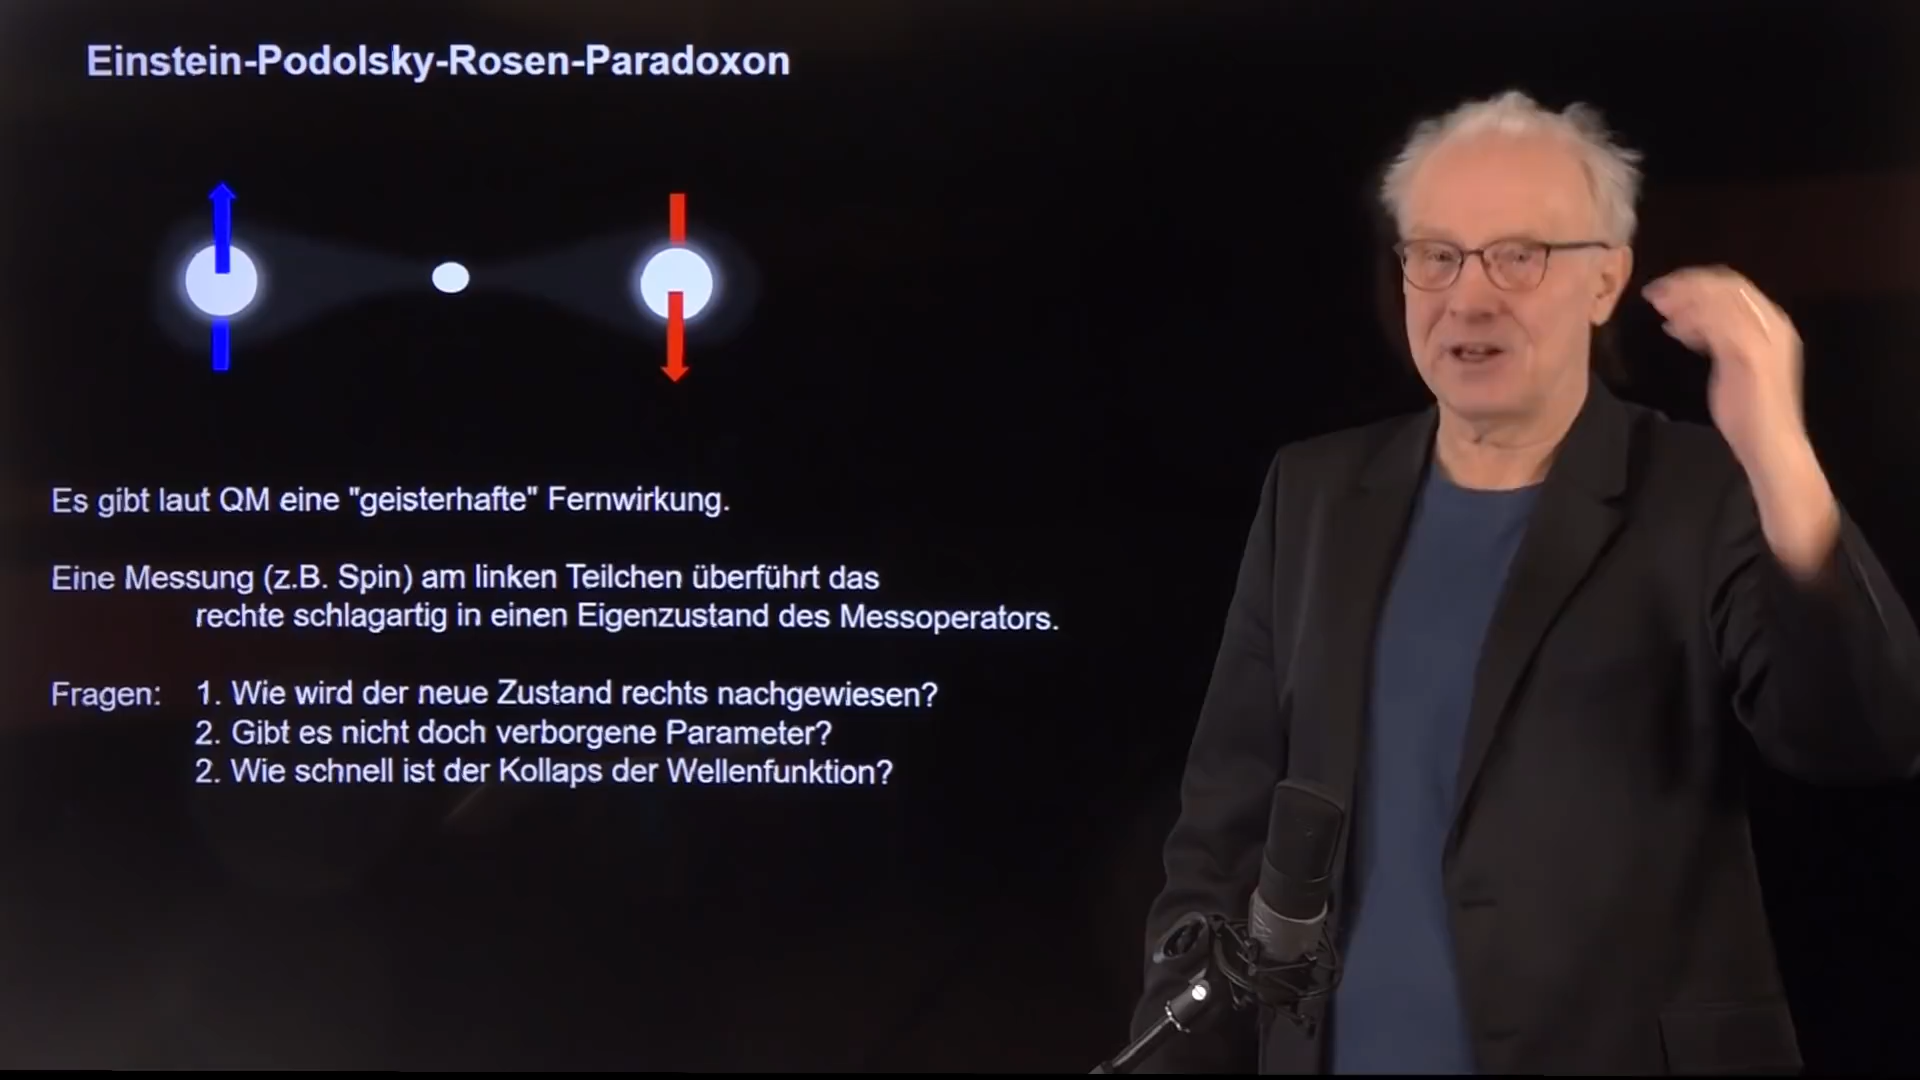 Einstein-Podolsky-Rosen-Paradoxon
Es gibt laut QM eine "geisterhafte" Fernwirkung.
Eine Messung (z.B. Spin) am linken Teilchen überführt das
rechte schlagartig in einen Eigenzustand des Messoperators.
Fragen: 1. Wie wird der neue Zustand rechts nachgewiesen?
2. Gibt es nicht doch verborgene Parameter?
2. Wie schnell ist der Kollaps der Wellenfunktion?